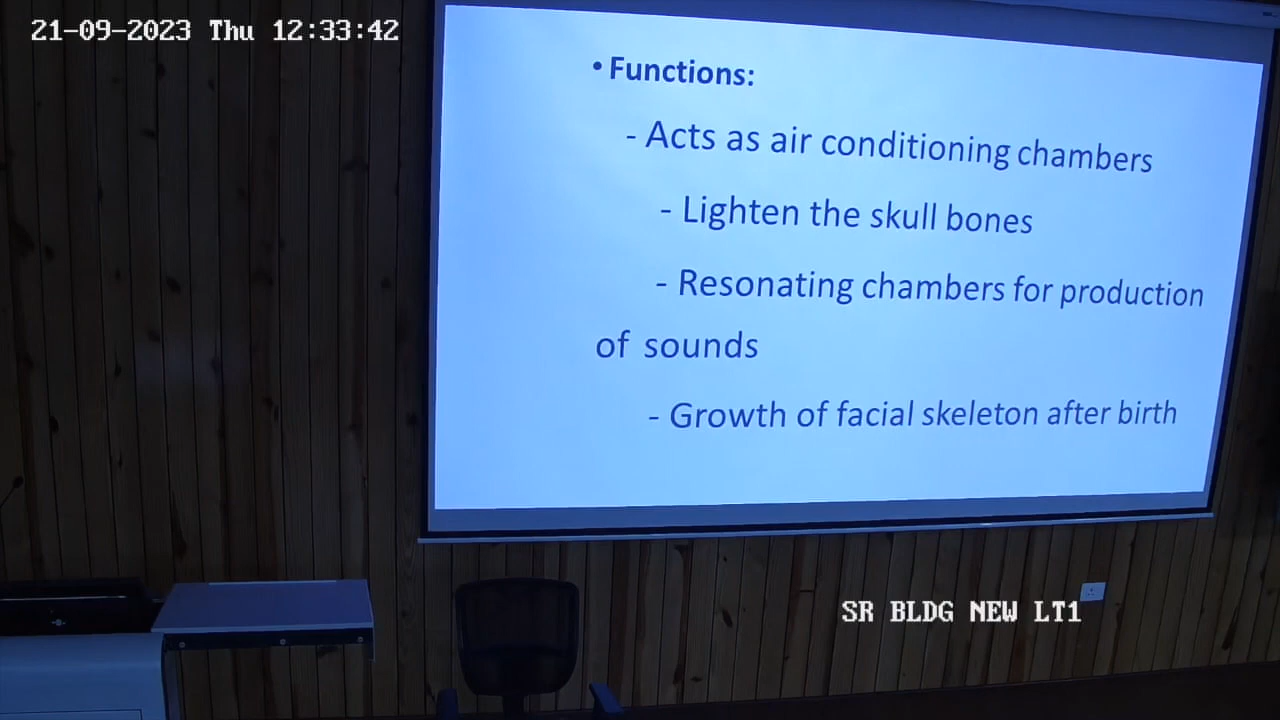 21-09-2023 Thu 12:33:42
• Functions:
- Acts as air conditioning chambers
- Lighten the skull bones
- Resonating chambers for production
of sounds
- Growth of facial skeleton after birth
SR BLDG NEW LT1